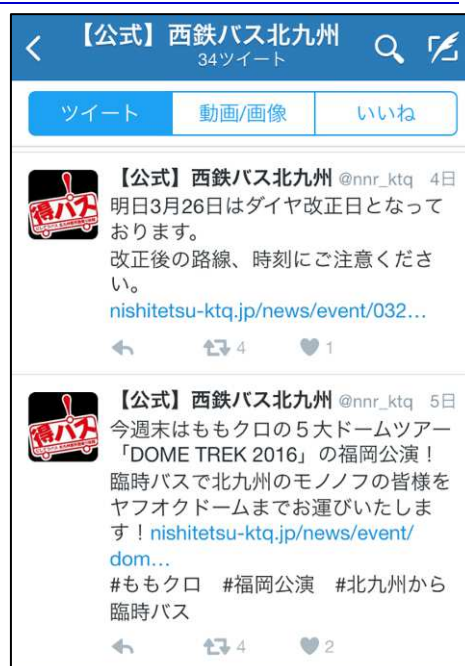 【公式】西鉄バス北九州
34ツイート
ツイート 動画/画像 いいね
【公式】西鉄バス北九州 @nnr_ktq 4日
明日3月26日はダイヤ改正日となって
おります。
改正後の路線、時刻にご注意くださ
い。
nishitetsu-ktq.jp/news/event/032...
4 1
得バス
【公式】西鉄バス北九州 @nnr_ktq 5日
今週末はももクロの５大ドームツアー
「DOME TREK 2016」の福岡公演！
臨時バスで北九州のモノノフの皆様を
ヤフオクドームまでお運びいたしま
す！nishitetsu-ktq.jp/news/event/
dom...
#ももクロ #福岡公演 #北九州から
臨時バス
4 2
得バス